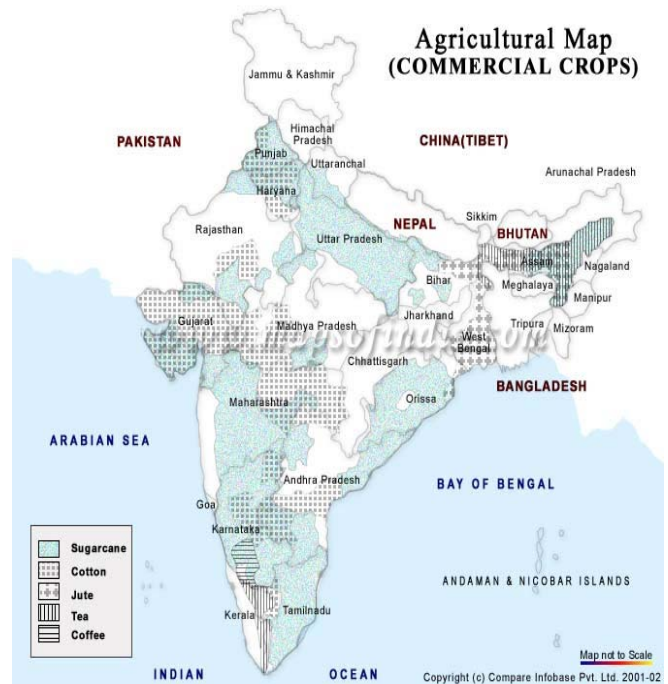 Agricultural Map
(COMMERCIAL CROPS)
Jammu & Kashmir
PAKISTAN
Himachal
Pradesh
CHINA(TIBET)
Punjab
Uttaranchal
Haryana
Arunachal Pradesh
Rajasthan
NEPAL
Sikkim
BHUTAN
Uttar Pradesh
Assam
Nagaland
Bihar
Meghalaya
Manipur
Jharkhand
Gujarat
Madhya Pradesh
West
Bengal
Tripura
Mizoram
www.mapsofindia.com
Chhattisgarh
BANGLADESH
Maharashtra
Orissa
ARABIAN SEA
Andhra Pradesh
BAY OF BENGAL
Goa
Karnataka
Sugarcane
Cotton
Jute
Tea
Coffee
ANDAMAN & NICOBAR ISLANDS
Kerala
Tamilnadu
Map not to Scale
INDIAN OCEAN
Copyright (c) Compare Infobase Pvt. Ltd. 2001-02